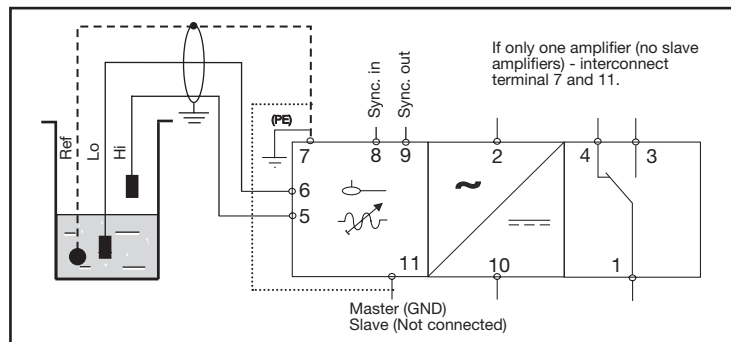 If only one amplifier (no slave
amplifiers) - interconnect
terminal 7 and 11.
Sync. in
Sync. out
(PE)
Ref
Lo
Hi
7
8
9
2
4
3
6
5
~
11
10
1
Master (GND)
Slave (Not connected)